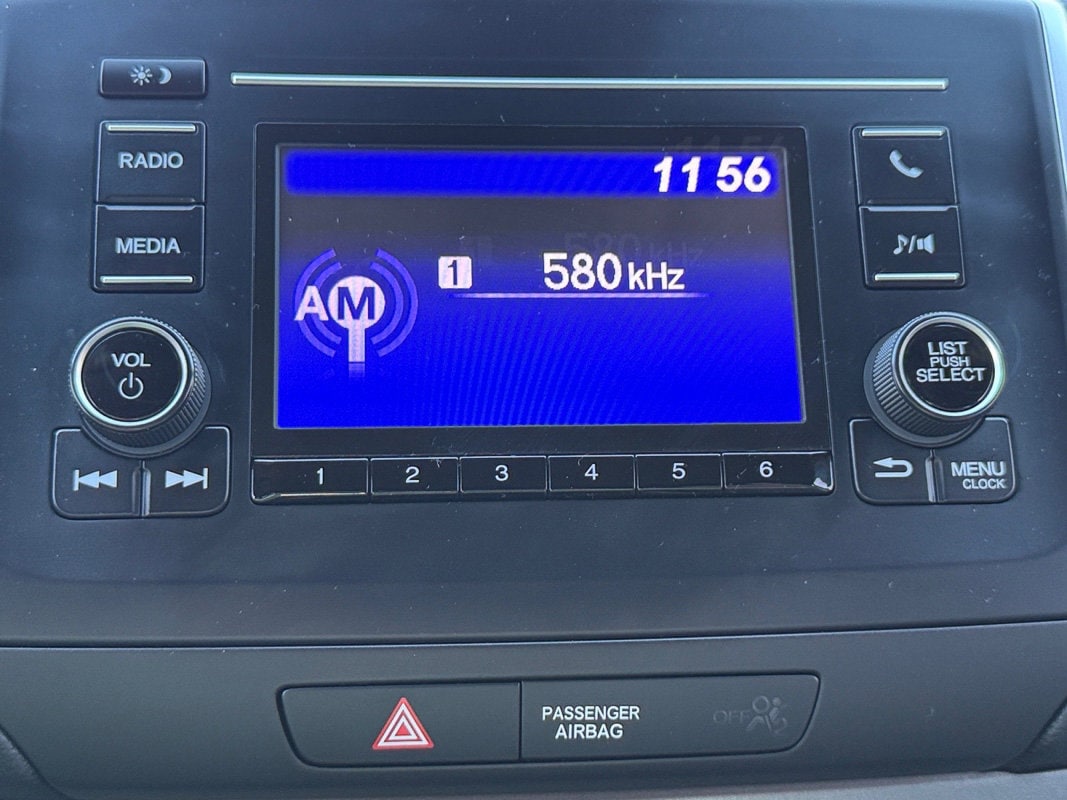 11 56
RADIO
MEDIA
AM
1
580 kHz
VOL
LIST
PUSH
SELECT
1
2
3
4
5
6
MENU
CLOCK
PASSENGER
AIRBAG
OFF